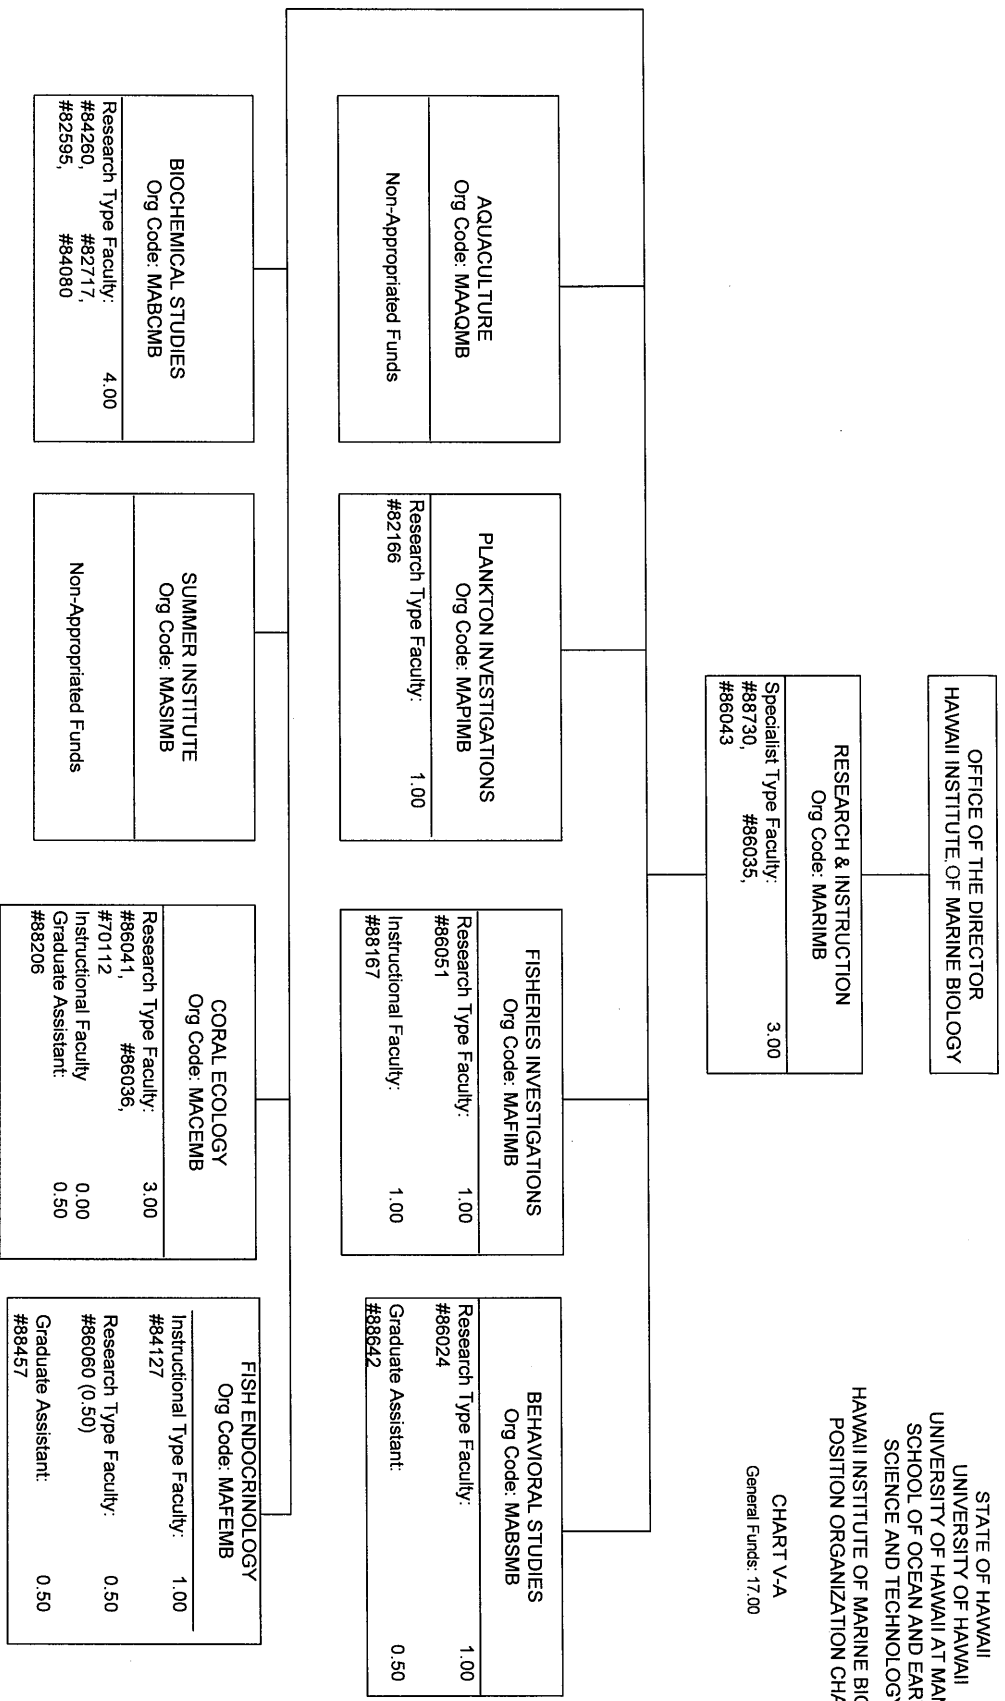 STATE OF HAWAII
UNIVERSITY OF HAWAII
UNIVERSITY OF HAWAII AT
SCHOOL OF OCEAN AND
SCIENCE AND TECHNOLOGY
HAWAII INSTITUTE OF MARINE
POSITION ORGANIZATION
CHART V-A
General Funds: 17.00
OFFICE OF THE DIRECTOR
HAWAII INSTITUTE OF MARINE BIOLOGY
RESEARCH & INSTRUCTION
Org Code: MARIMB
Specialist Type Faculty: 3.00
#88730, #86035,
#86043
AQUACULTURE
Org Code: MAAQMB
Non-Appropriated Funds
PLANKTON INVESTIGATIONS
Org Code: MAPIMB
Research Type Faculty: 1.00
#82166
FISHERIES INVESTIGATIONS
Org Code: MAFIMB
Research Type Faculty: 1.00
#86051
Instructional Faculty: 1.00
#88167
BEHAVIORAL STUDIES
Org Code: MABSMB
Research Type Faculty: 1.00
#86024
Graduate Assistant: 0.50
#88642
BIOCHEMICAL STUDIES
Org Code: MABCMB
Research Type Faculty: 4.00
#84260, #82717,
#82595, #84080
SUMMER INSTITUTE
Org Code: MASIMB
Non-Appropriated Funds
CORAL ECOLOGY
Org Code: MACEMB
Research Type Faculty: 3.00
#86041, #86036,
#70112
Instructional Faculty 0.00
Graduate Assistant: 0.50
#88206
FISH ENDOCRINOLOGY
Org Code: MAFEMB
Instructional Type Faculty: 1.00
#84127
Research Type Faculty: 0.50
#86060 (0.50)
Graduate Assistant: 0.50
#88457